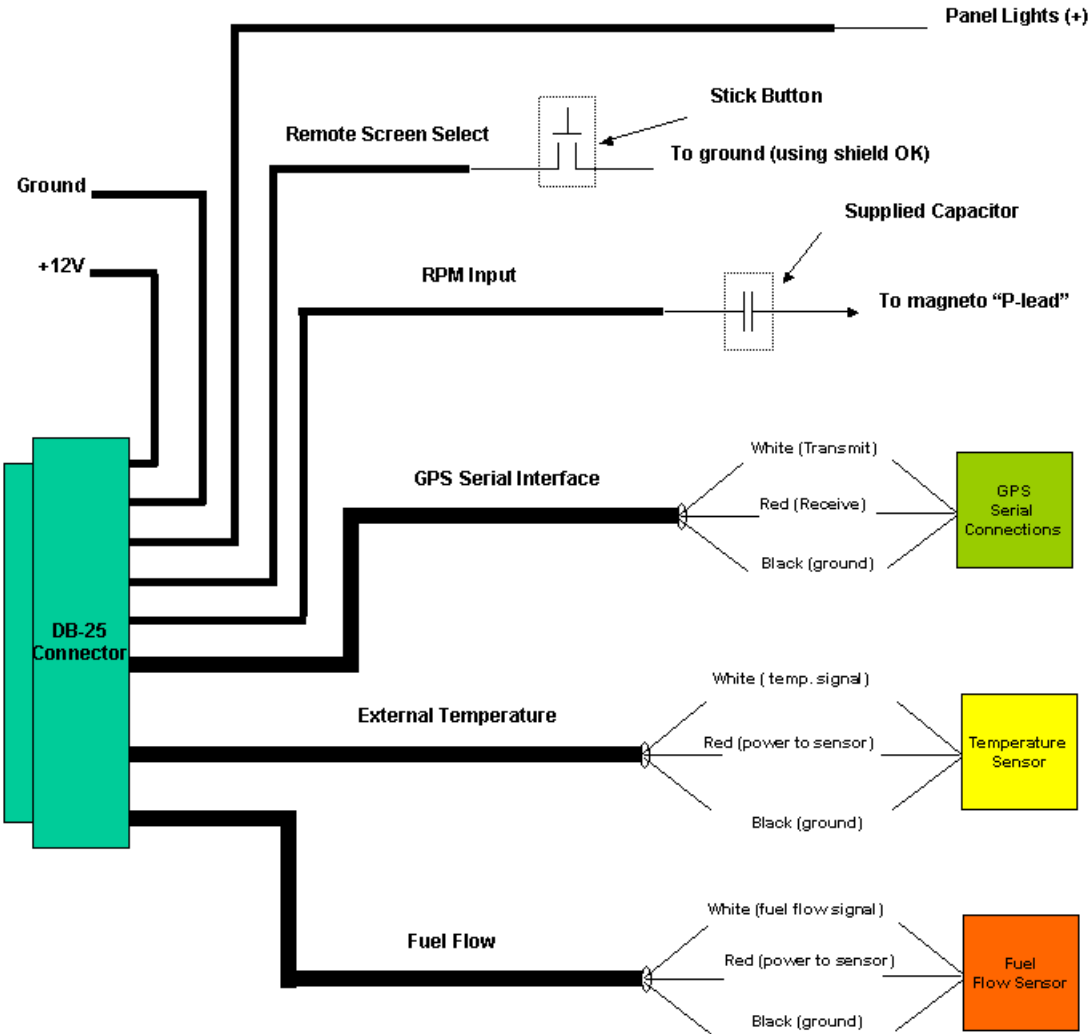 Panel Lights (+)
Stick Button
Remote Screen Select
To ground (using shield OK)
Ground
Supplied Capacitor
+12V
RPM Input
To magneto “P-lead”
White (Transmit)
GPS Serial Interface
GPS
Serial
Connections
Red (Receive)
Black (ground)
DB-25
Connector
White ( temp. signal)
External Temperature
Red (power to sensor)
Temperature
Sensor
Black (ground)
White (fuel flow signal)
Fuel Flow
Red (power to sensor)
Fuel
Flow Sensor
Black (ground)